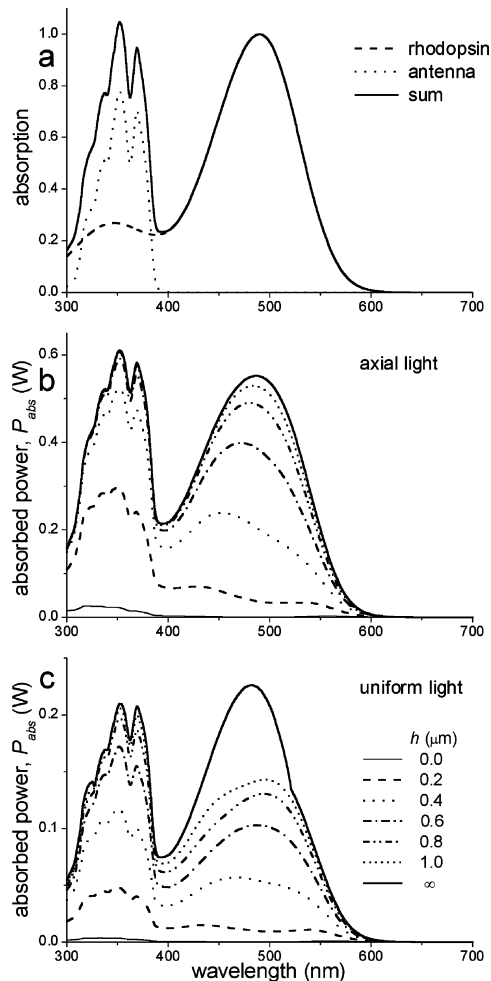 a
absorption
1.0
0.8
0.6
0.4
0.2
0.0
rhodopsin
antenna
sum
300 400 500 600 700
b
axial light
absorbed power, P_abs (W)
0.6
0.4
0.2
0.0
300 400 500 600 700
c
uniform light
absorbed power, P_abs (W)
0.2
0.1
0.0
h (μm)
0.0
0.2
0.4
0.6
0.8
1.0
∞
300 400 500 600 700
wavelength (nm)